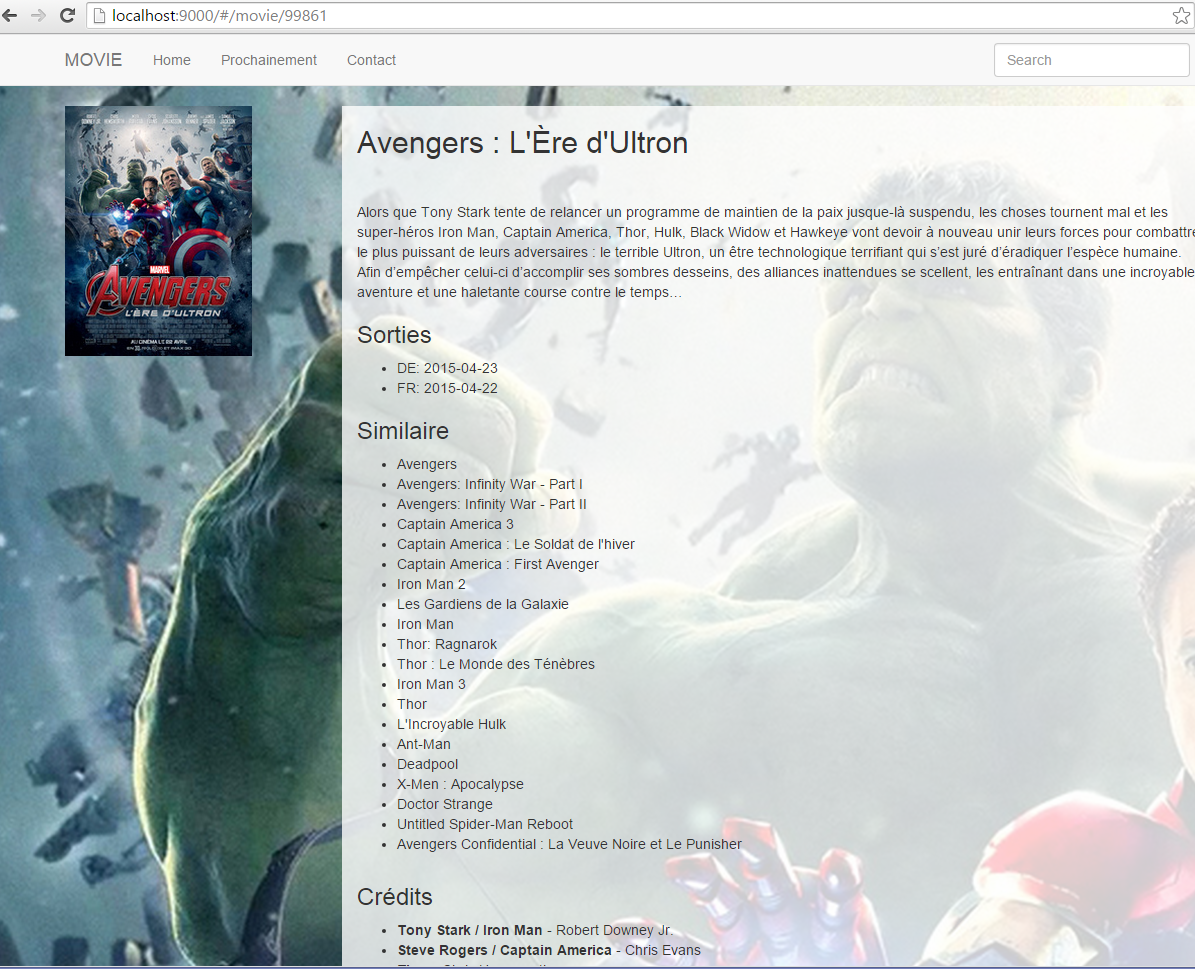 localhost:9000/#/movie/99861
MOVIE Home Prochainement Contact Search
MARVEL
AVENGERS
L'ÈRE D'ULTRON
AU CINÉMA LE 22 AVRIL
Avengers : L'Ère d'Ultron
Alors que Tony Stark tente de relancer un programme de maintien de la paix jusque-là suspendu, les choses tournent mal et les
super-héros Iron Man, Captain America, Thor, Hulk, Black Widow et Hawkeye vont devoir à nouveau unir leurs forces pour combattre
le plus puissant de leurs adversaires : le terrible Ultron, un être technologique terrifiant qui s’est juré d’éradiquer l’espèce humaine.
Afin d’empêcher celui-ci d’accomplir ses sombres desseins, des alliances inattendues se scellent, les entraînant dans une incroyable
aventure et une haletante course contre le temps…
Sorties
• DE: 2015-04-23
• FR: 2015-04-22
Similaire
• Avengers
• Avengers: Infinity War - Part I
• Avengers: Infinity War - Part II
• Captain America 3
• Captain America : Le Soldat de l'hiver
• Captain America : First Avenger
• Iron Man 2
• Les Gardiens de la Galaxie
• Iron Man
• Thor: Ragnarok
• Thor : Le Monde des Ténèbres
• Iron Man 3
• Thor
• L'Incroyable Hulk
• Ant-Man
• Deadpool
• X-Men : Apocalypse
• Doctor Strange
• Untitled Spider-Man Reboot
• Avengers Confidential : La Veuve Noire et Le Punisher
Crédits
• Tony Stark / Iron Man - Robert Downey Jr.
• Steve Rogers / Captain America - Chris Evans